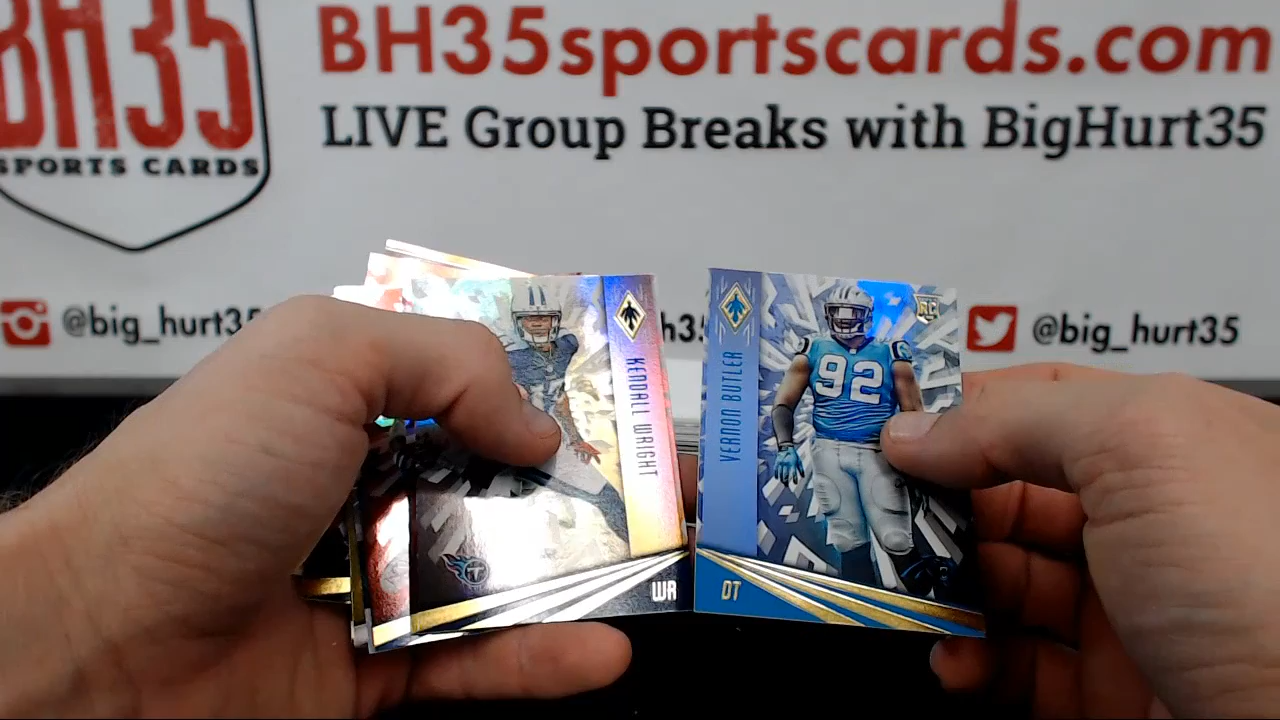 BH35
SPORTS CARDS
BH35sportscards.com
LIVE Group Breaks with BigHurt35
@big_hurt35
@big_hurt35
KENDALL WRIGHT
WR
VERNON BUTLER
RC
92
DT